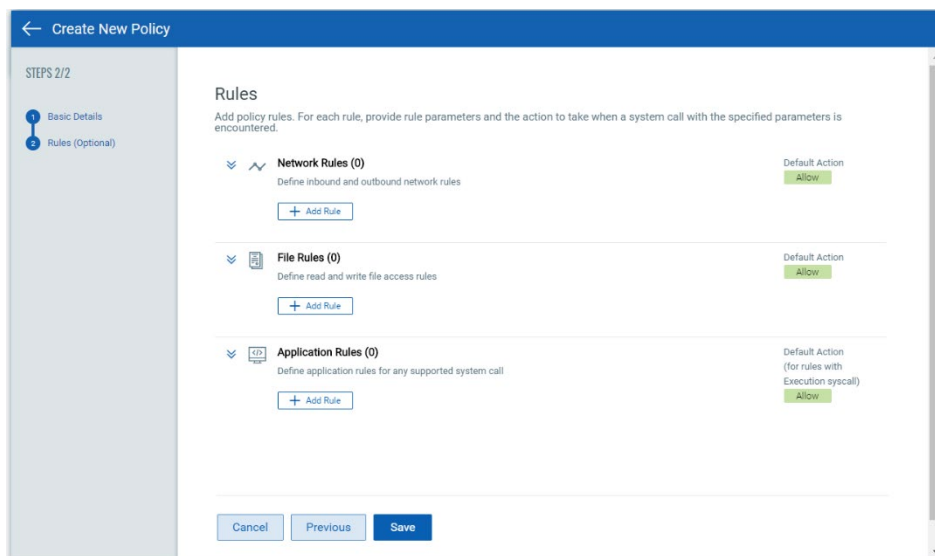 Create New Policy
STEPS 2/2
1 Basic Details
2 Rules (Optional)
Rules
Add policy rules. For each rule, provide rule parameters and the action to take when a system call with the specified parameters is
encountered.
Network Rules (0)
Define inbound and outbound network rules
+ Add Rule
Default Action
Allow
File Rules (0)
Define read and write file access rules
+ Add Rule
Default Action
Allow
Application Rules (0)
Define application rules for any supported system call
+ Add Rule
Default Action
(for rules with
Execution syscall)
Allow
Cancel
Previous
Save